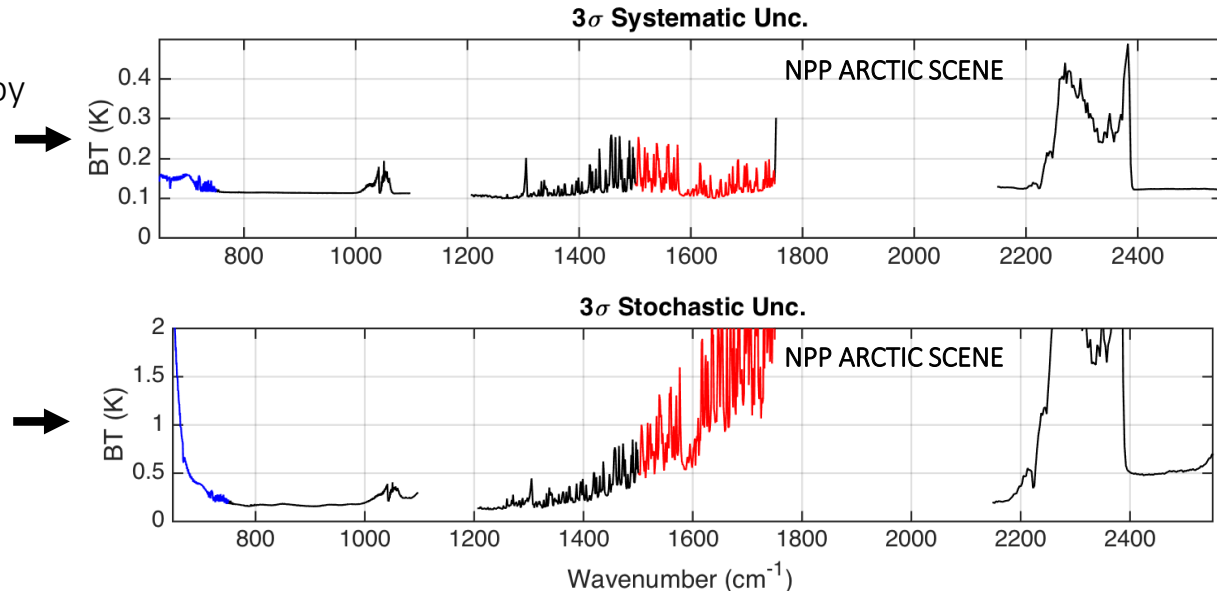 3σ Systematic Unc.
NPP ARCTIC SCENE
by
BT (K)
0.4
0.3
0.2
0.1
0
800 1000 1200 1400 1600 1800 2000 2200 2400
3σ Stochastic Unc.
NPP ARCTIC SCENE
BT (K)
2
1.5
1
0.5
0
800 1000 1200 1400 1600 1800 2000 2200 2400
Wavenumber (cm⁻¹)